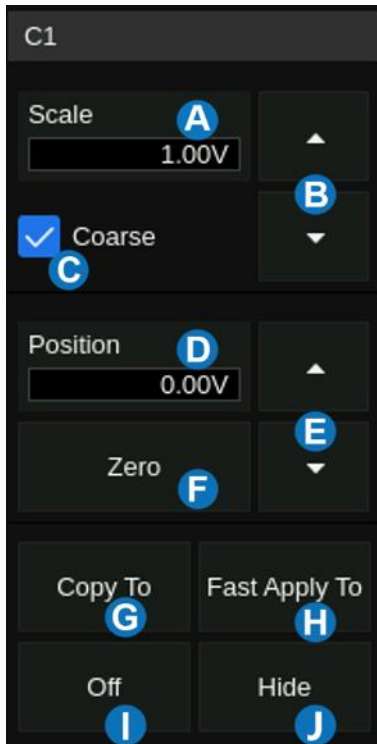 C1
Scale
A
1.00V
B
Coarse
C
Position
D
0.00V
E
Zero
F
Copy To
G
Fast Apply To
H
Off
I
Hide
J